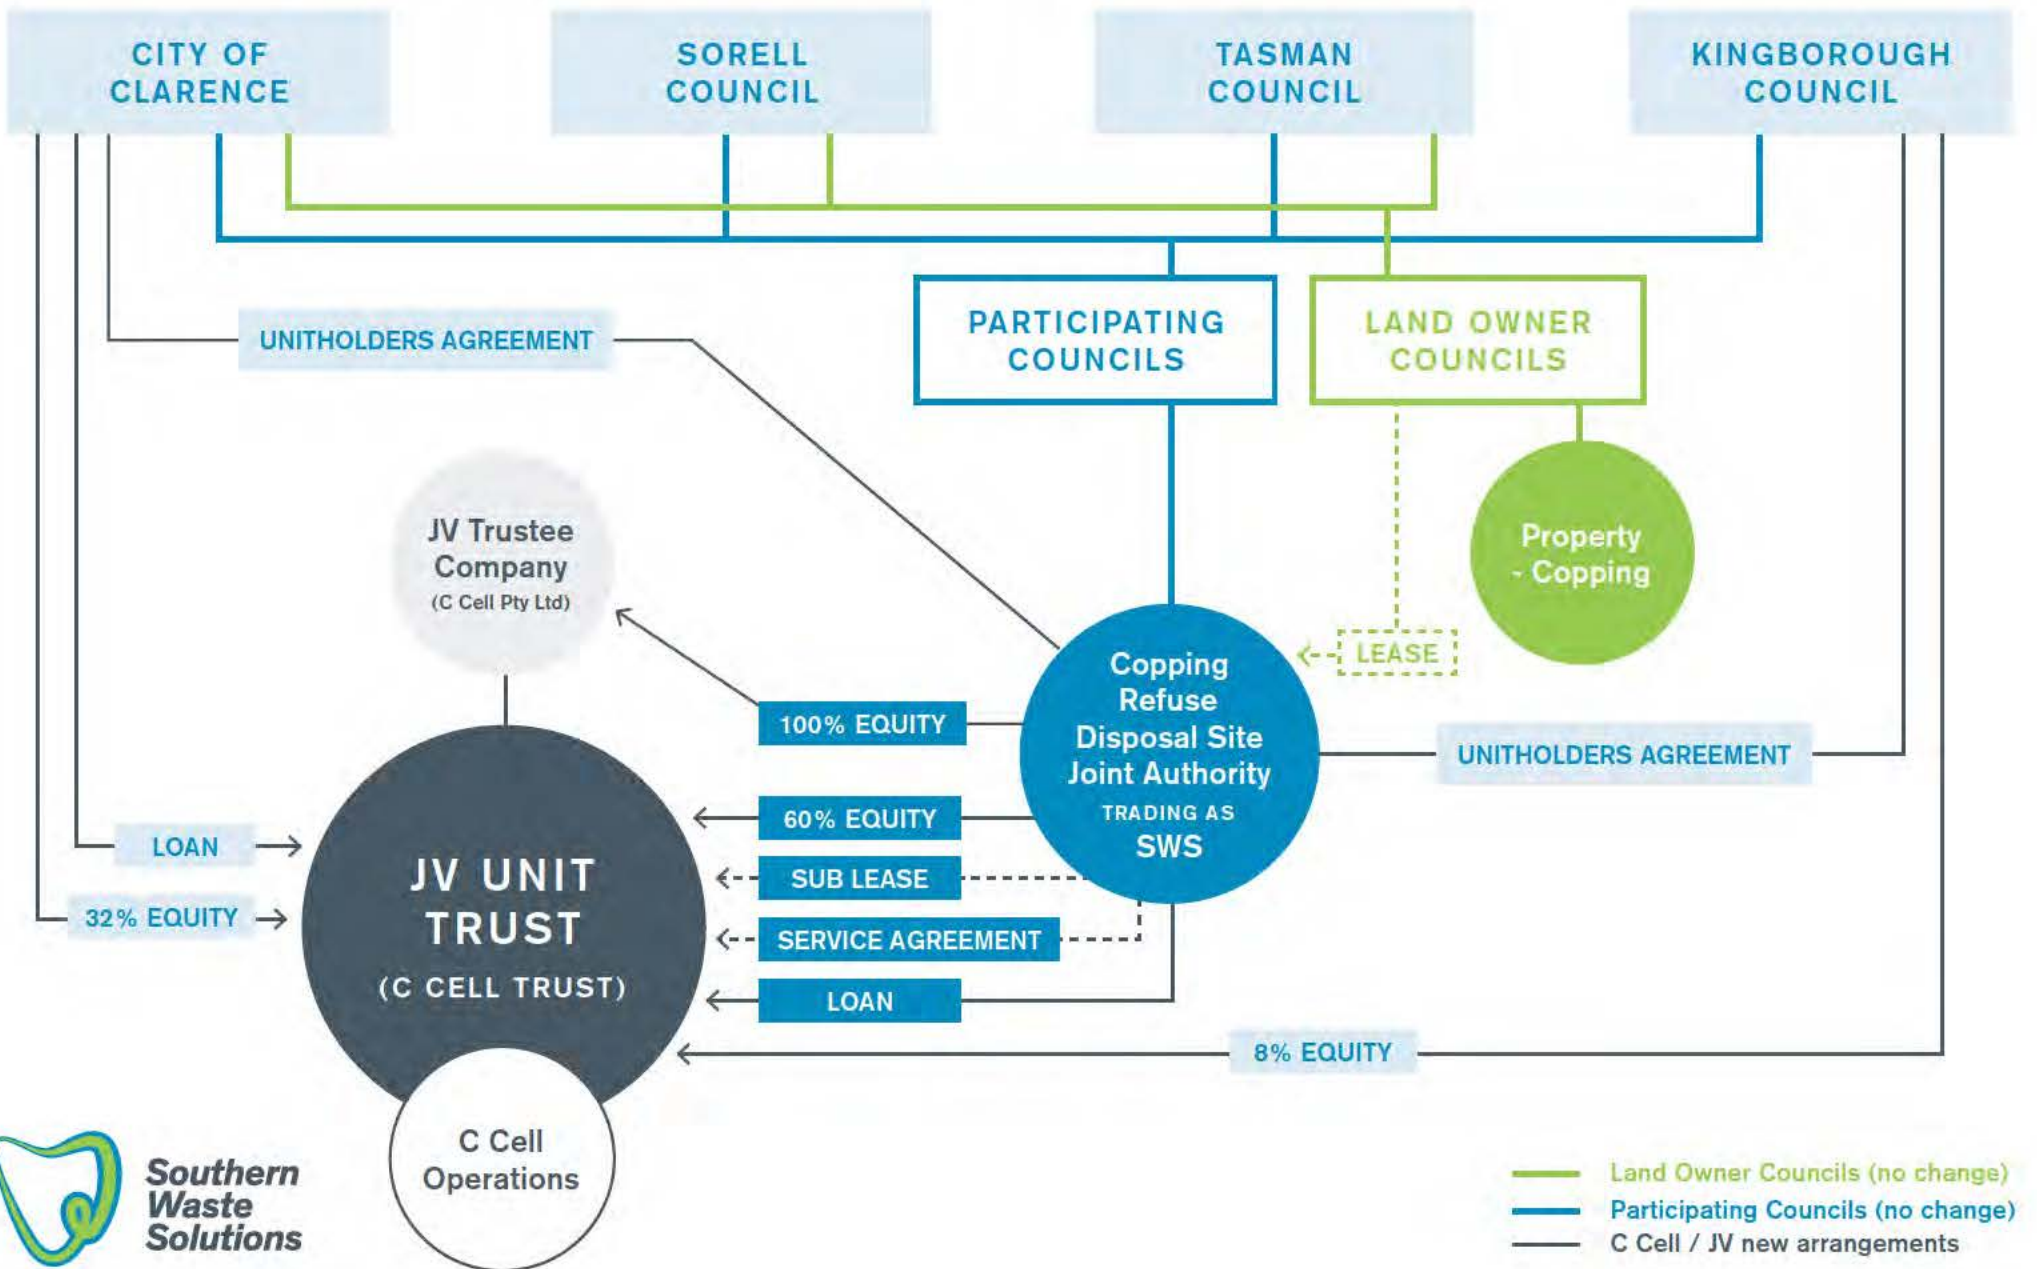 CITY OF
CLARENCE
SORELL
COUNCIL
TASMAN
COUNCIL
KINGBOROUGH
COUNCIL
UNITHOLDERS AGREEMENT
PARTICIPATING
COUNCILS
LAND OWNER
COUNCILS
JV Trustee
Company
(C Cell Pty Ltd)
Property
- Copping
LEASE
Copping
Refuse
Disposal Site
Joint Authority
TRADING AS
SWS
100% EQUITY
UNITHOLDERS AGREEMENT
60% EQUITY
LOAN
SUB LEASE
32% EQUITY
SERVICE AGREEMENT
JV UNIT
TRUST
(C CELL TRUST)
LOAN
8% EQUITY
C Cell
Operations
Southern
Waste
Solutions
Land Owner Councils (no change)
Participating Councils (no change)
C Cell / JV new arrangements